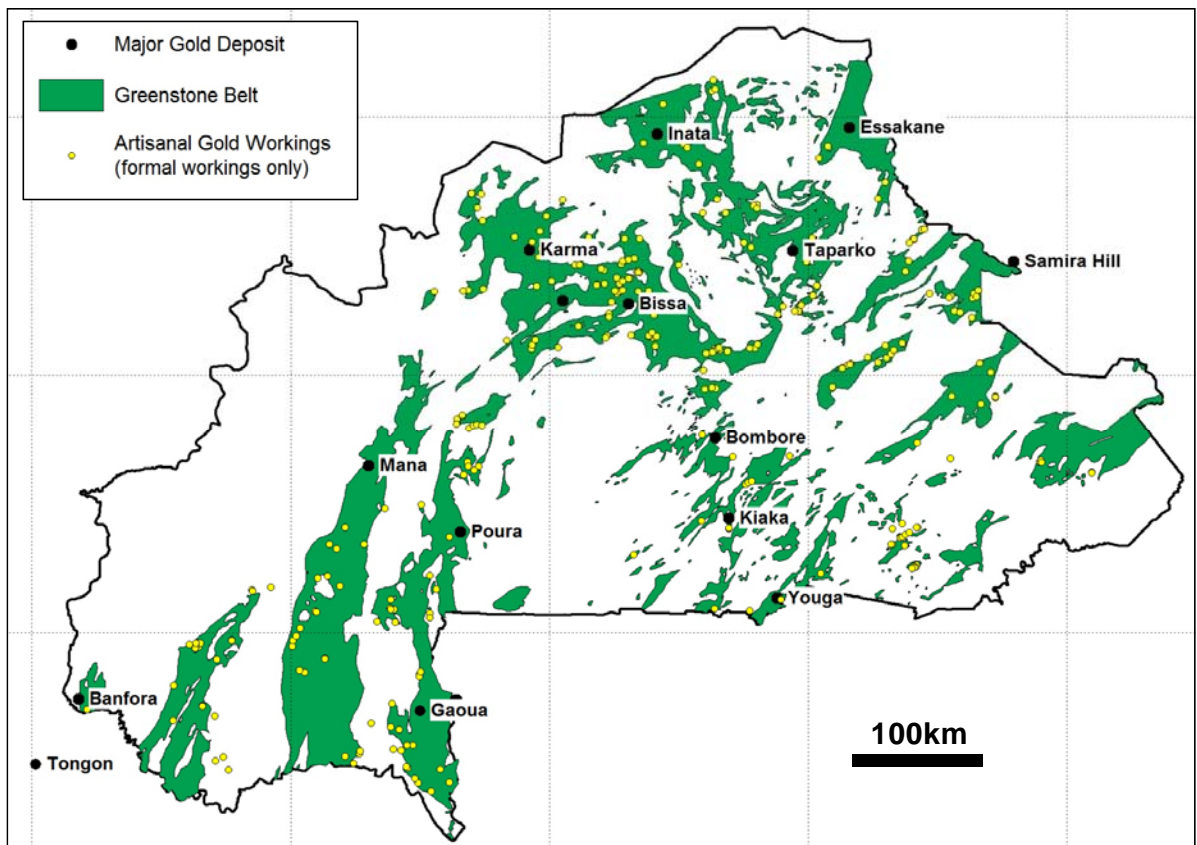 Major Gold Deposit
Greenstone Belt
Artisanal Gold Workings
(formal workings only)
Inata
Essakane
Karma
Taparko
Samira Hill
Bissa
Bombore
Mana
Kiaka
Poura
Youga
Banfora
Gaoua
100km
Tongon